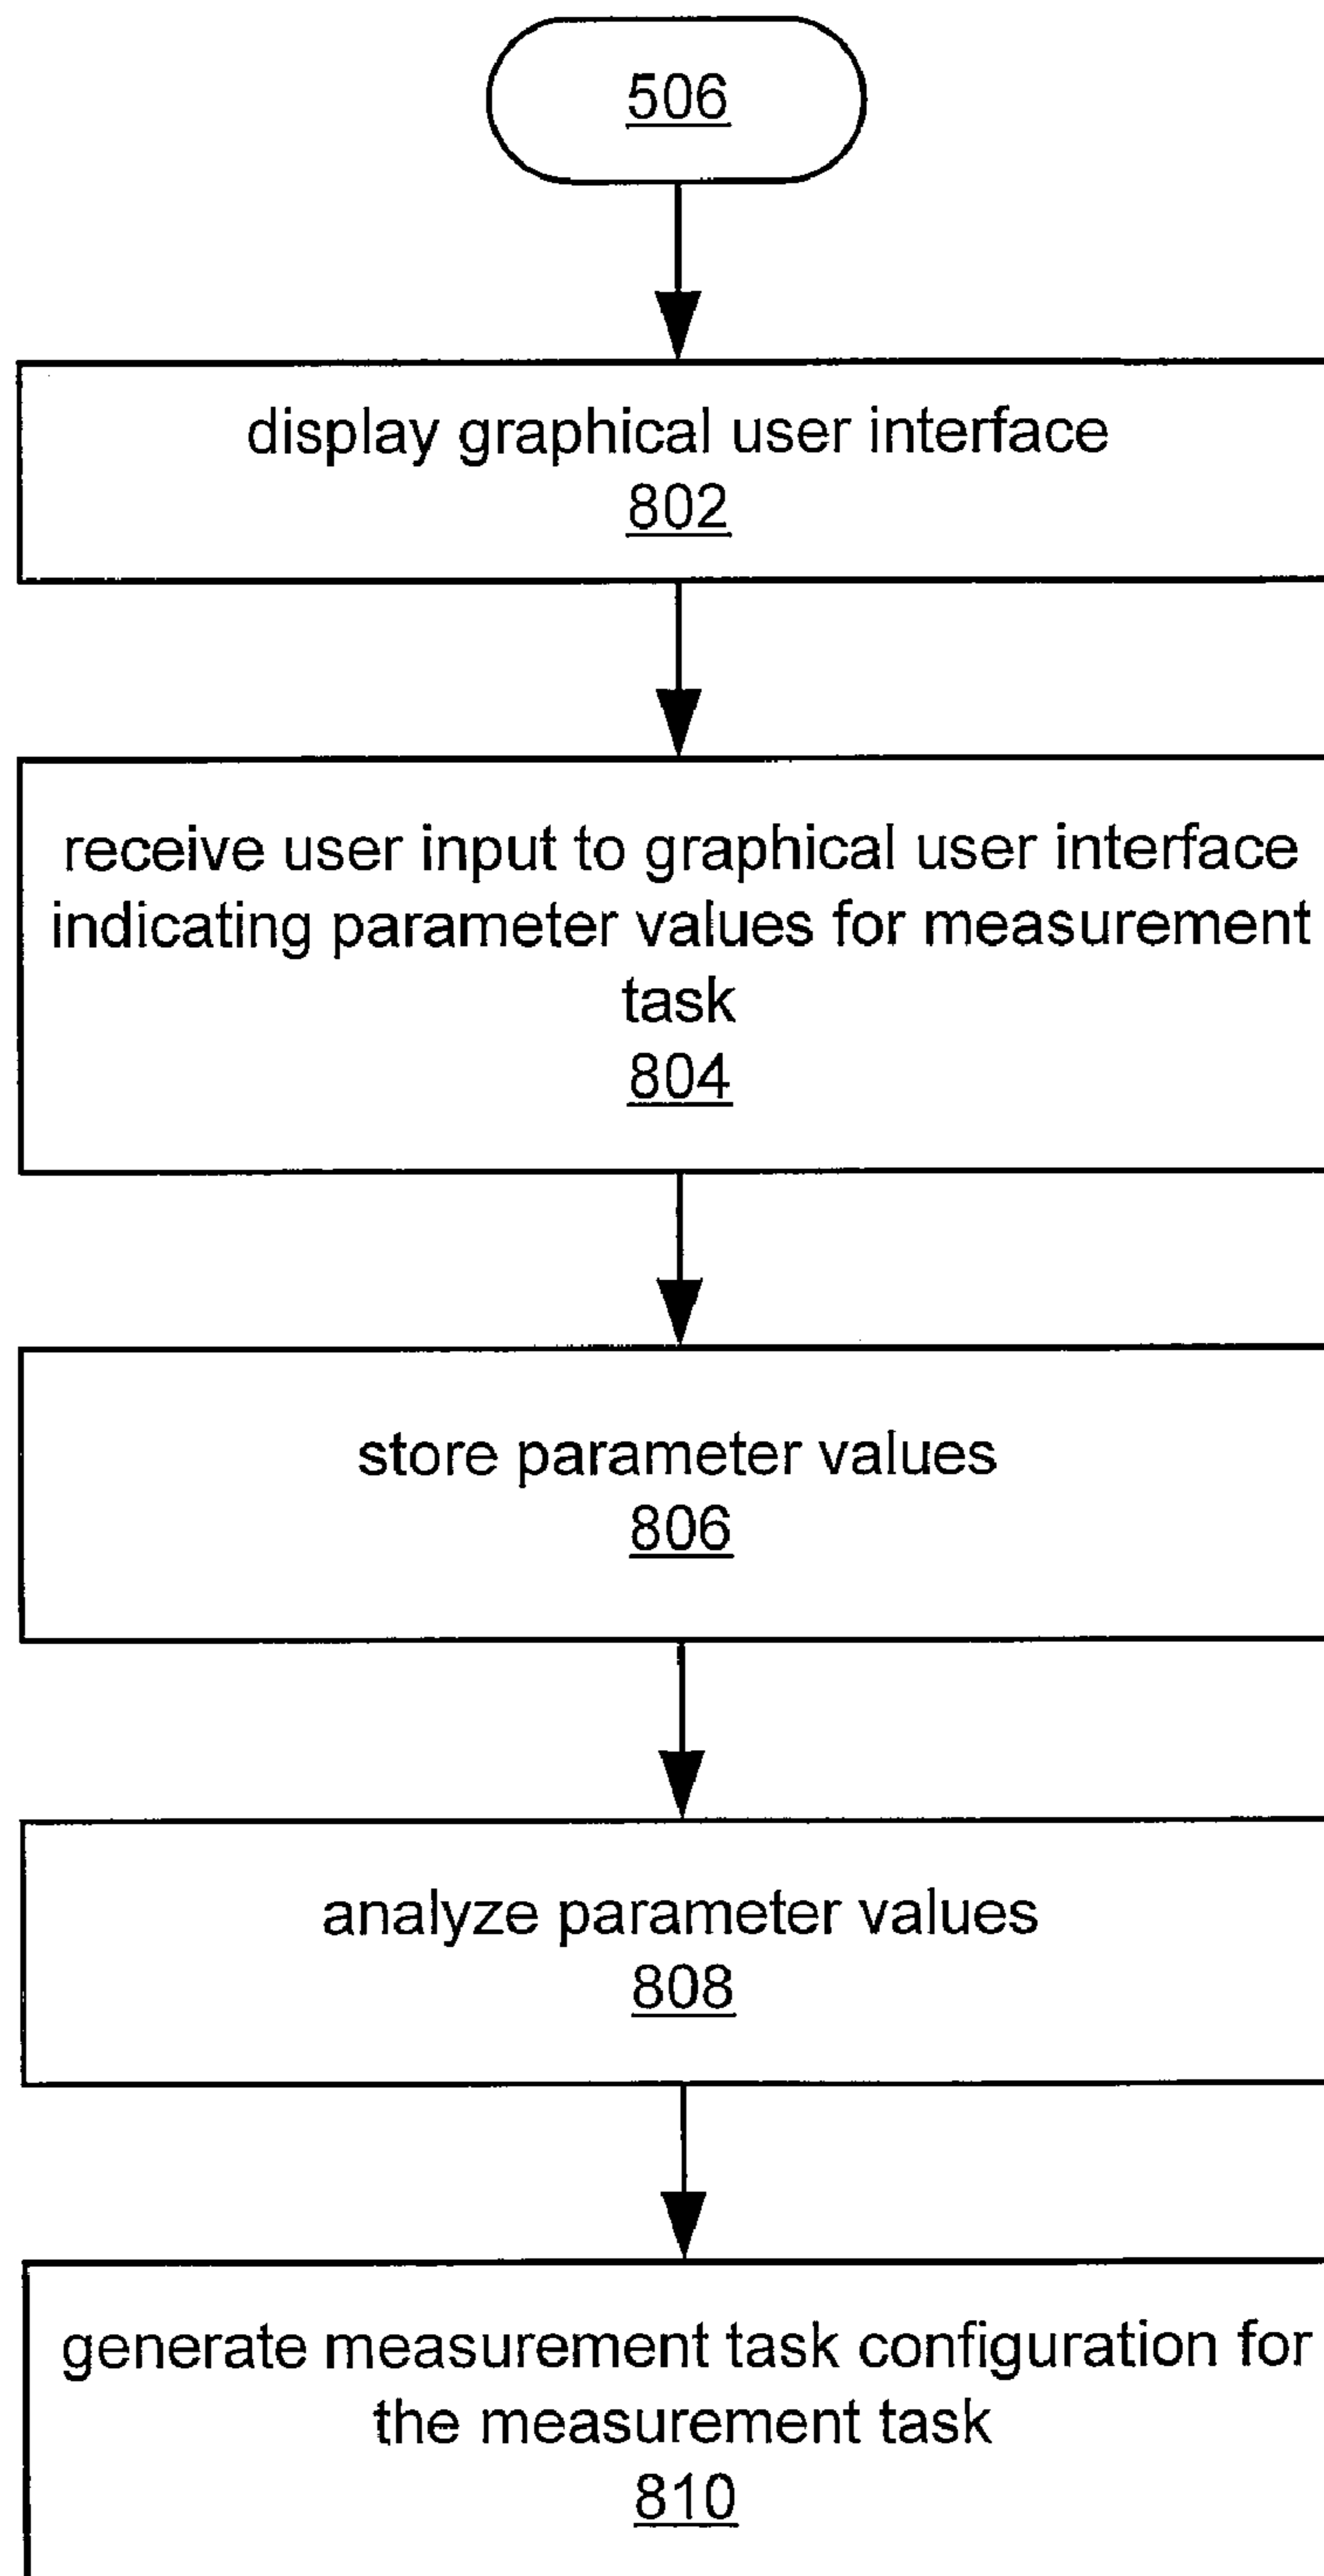 506
display graphical user interface
802
receive user input to graphical user interface
indicating parameter values for measurement
task
804
store parameter values
806
analyze parameter values
808
generate measurement task configuration for
the measurement task
810